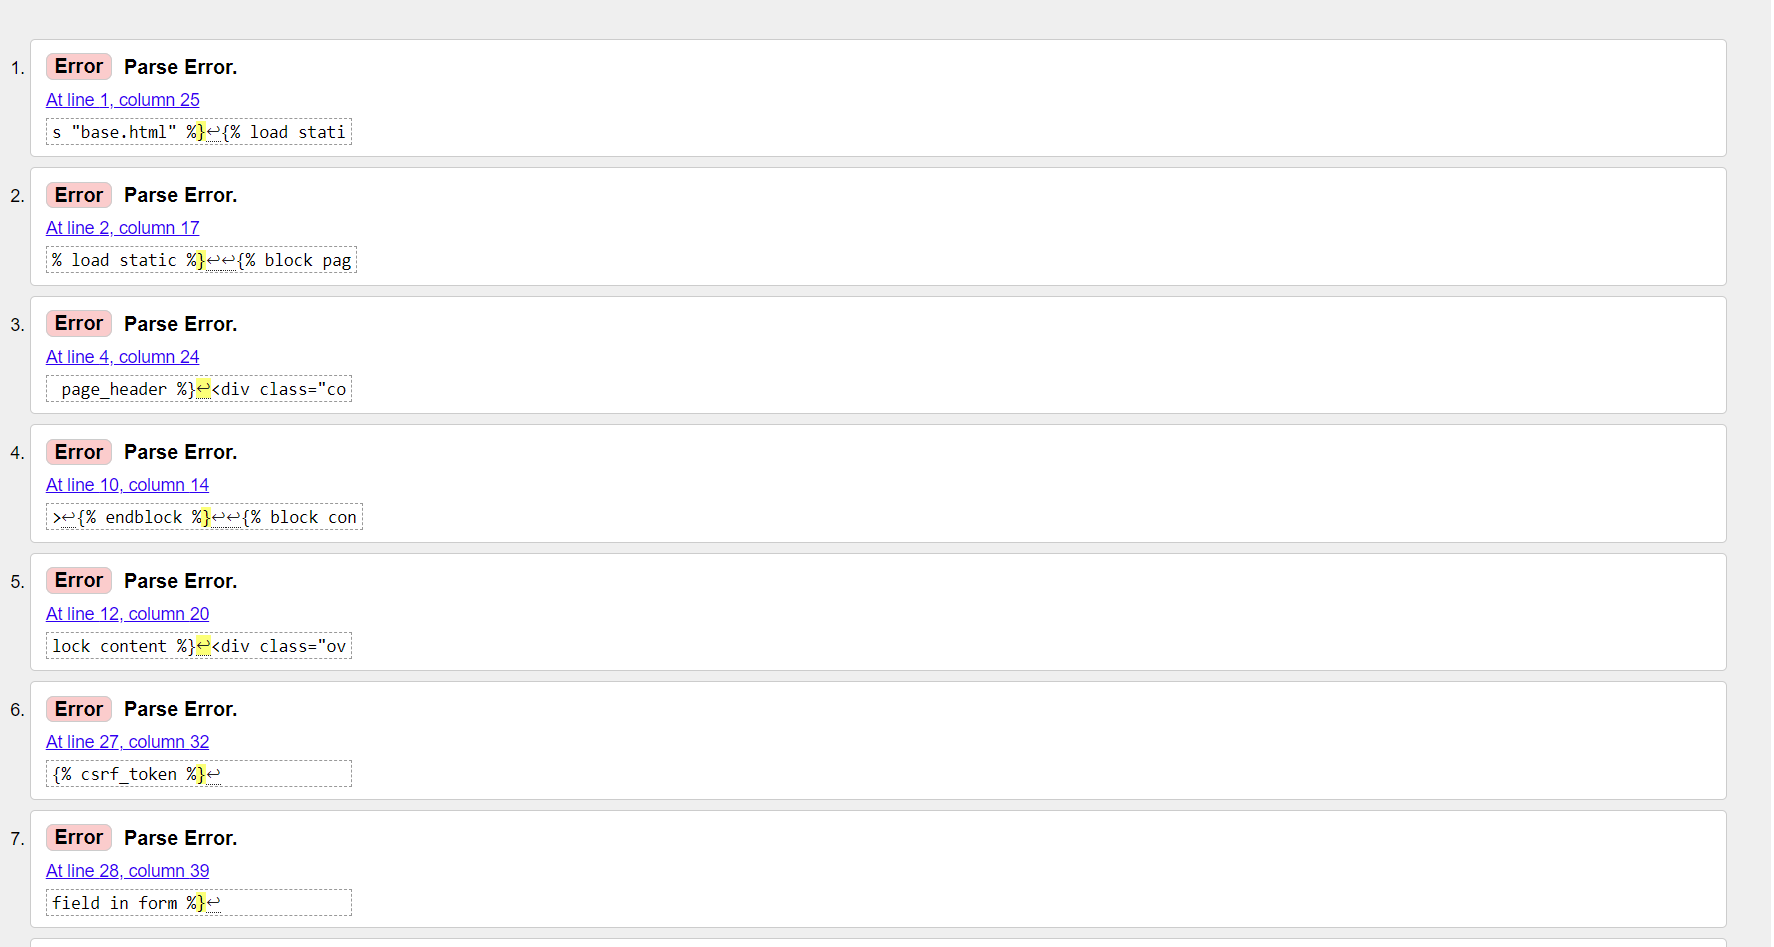 1. Error Parse Error.
At line 1, column 25
s "base.html" %}↩{% load stati
2. Error Parse Error.
At line 2, column 17
% load static %}↩↩{% block pag
3. Error Parse Error.
At line 4, column 24
page_header %}↩<div class="co
4. Error Parse Error.
At line 10, column 14
>↩{% endblock %}↩↩{% block con
5. Error Parse Error.
At line 12, column 20
lock content %}↩<div class="ov
6. Error Parse Error.
At line 27, column 32
{% csrf_token %}↩
7. Error Parse Error.
At line 28, column 39
field in form %}↩